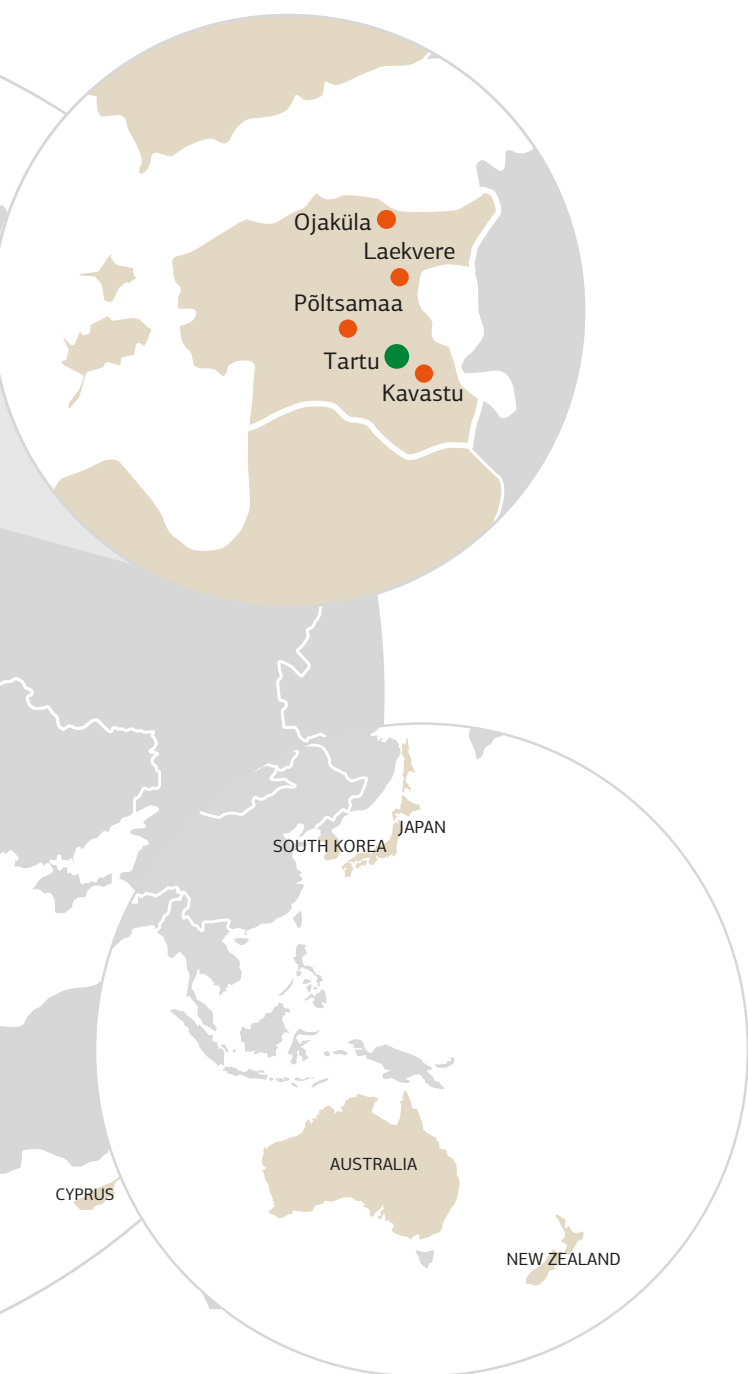 Ojaküla
Laekvere
Põltsamaa
Tartu
Kavastu
JAPAN
SOUTH KOREA
AUSTRALIA
CYPRUS
NEW ZEALAND